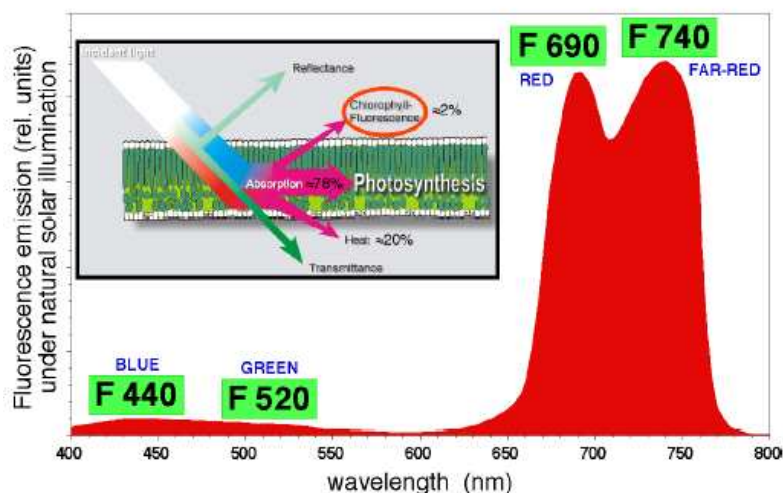 Fluorescence emission (rel. units)
under natural solar illumination
Incident light
Reflectance
Chlorophyll-
Fluorescence
≈2%
Absorption ≈78%
Photosynthesis
Heat ≈20%
Transmittance
F 690
RED
F 740
FAR-RED
BLUE
F 440
GREEN
F 520
400 450 500 550 600 650 700 750 800
wavelength (nm)